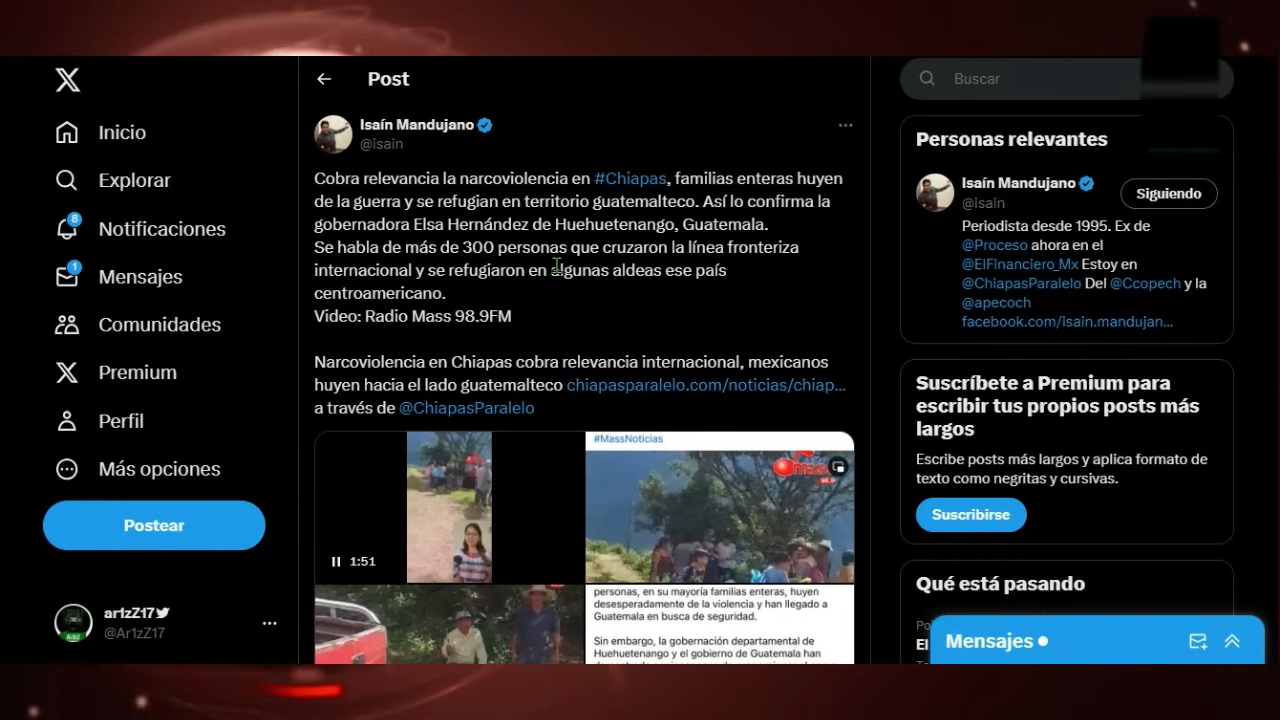 Inicio
Explorar
8
Notificaciones
1
Mensajes
Comunidades
Premium
Perfil
Más opciones
Postear
ar1zZ17
@Ar1zZ17
Post
Isaín Mandujano
@isain
Cobra relevancia la narcoviolencia en #Chiapas, familias enteras huyen
de la guerra y se refugian en territorio guatemalteco. Así lo confirma la
gobernadora Elsa Hernández de Huehuetenango, Guatemala.
Se habla de más de 300 personas que cruzaron la línea fronteriza
internacional y se refugiaron en algunas aldeas ese país
centroamericano.
Video: Radio Mass 98.9FM
Narcoviolencia en Chiapas cobra relevancia internacional, mexicanos
huyen hacia el lado guatemalteco chiapasparalelo.com/noticias/chiap...
a través de @ChiapasParalelo
1:51
#MassNoticias
personas, en su mayoría familias enteras, huyen
desesperadamente de la violencia y han llegado a
Guatemala en busca de seguridad.
Sin embargo, la gobernación departamental de
Huehuetenango y el gobierno de Guatemala han
Buscar
Personas relevantes
Isaín Mandujano
@isain
Siguiendo
Periodista desde 1995. Ex de
@Proceso ahora en el
@ElFinanciero_Mx Estoy en
@ChiapasParalelo Del @Ccopech y la
@apecoch
facebook.com/isain.mandujan...
Suscríbete a Premium para
escribir tus propios posts más
largos
Escribe posts más largos y aplica formato de
texto como negritas y cursivas.
Suscribirse
Qué está pasando
El
Mensajes